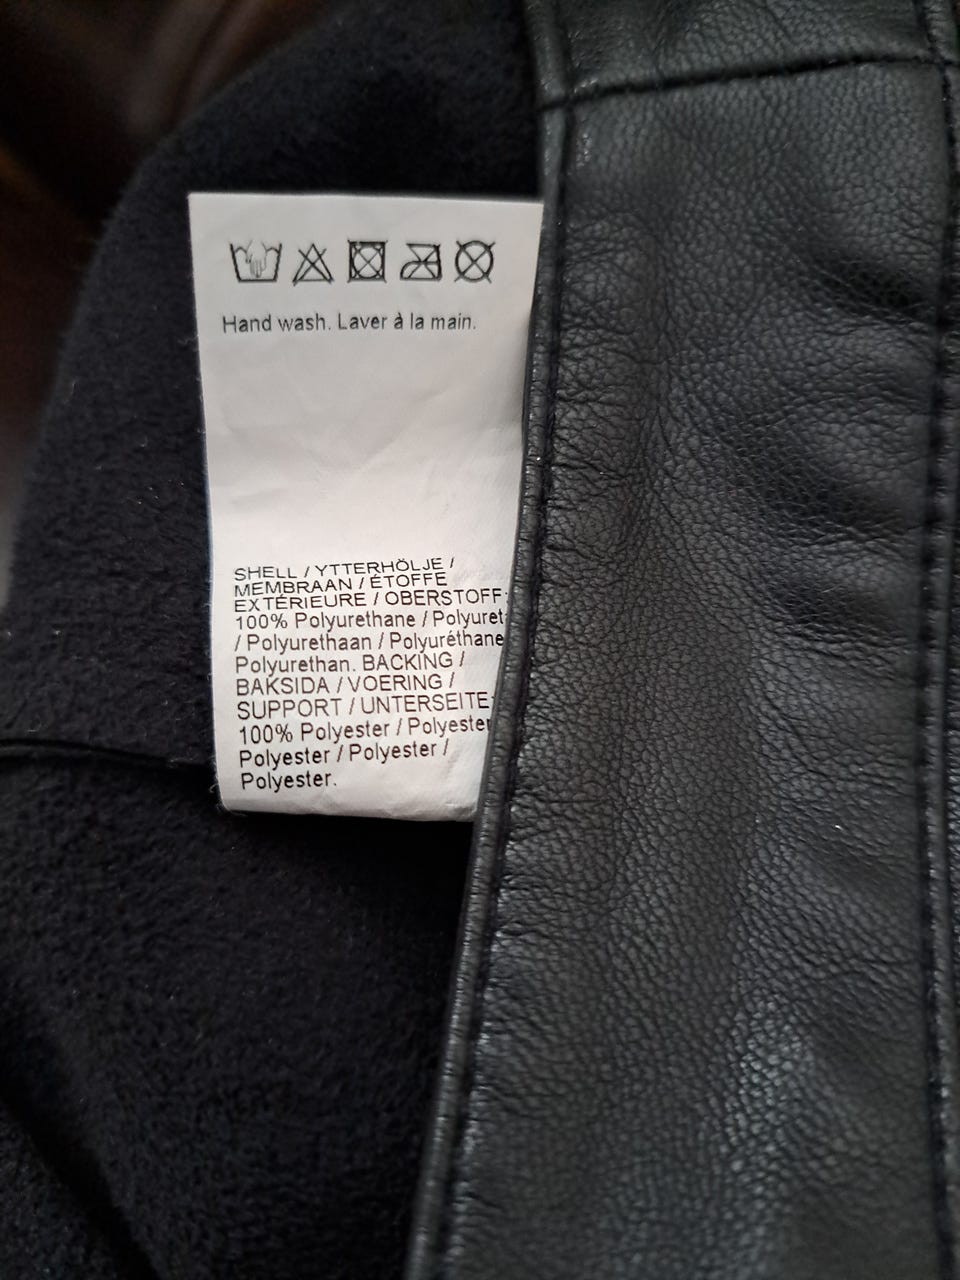 Hand wash. Laver à la main.
SHELL / YTTERHÖLJE /
MEMBRAAN / ÉTOFFE
EXTÉRIEURE / OBERSTOFF:
100% Polyurethane / Polyuret
/ Polyurethaan / Polyuréthane
Polyurethan. BACKING /
BAKSIDA / VOERING /
SUPPORT / UNTERSEITE:
100% Polyester / Polyester
Polyester / Polyester /
Polyester.